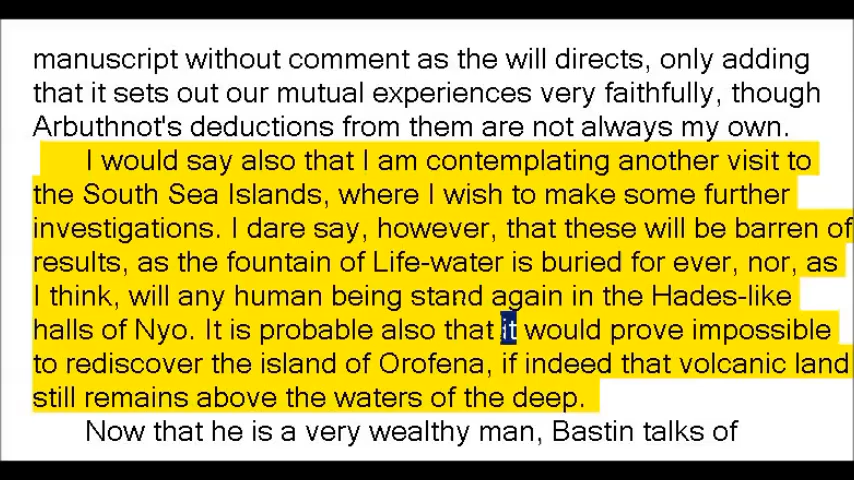 manuscript without comment as the will directs, only adding
that it sets out our mutual experiences very faithfully, though
Arbuthnot's deductions from them are not always my own.
I would say also that I am contemplating another visit to
the South Sea Islands, where I wish to make some further
investigations. I dare say, however, that these will be barren of
results, as the fountain of Life-water is buried for ever, nor, as
I think, will any human being stand again in the Hades-like
halls of Nyo. It is probable also that it would prove impossible
to rediscover the island of Orofena, if indeed that volcanic land
still remains above the waters of the deep.
Now that he is a very wealthy man, Bastin talks of